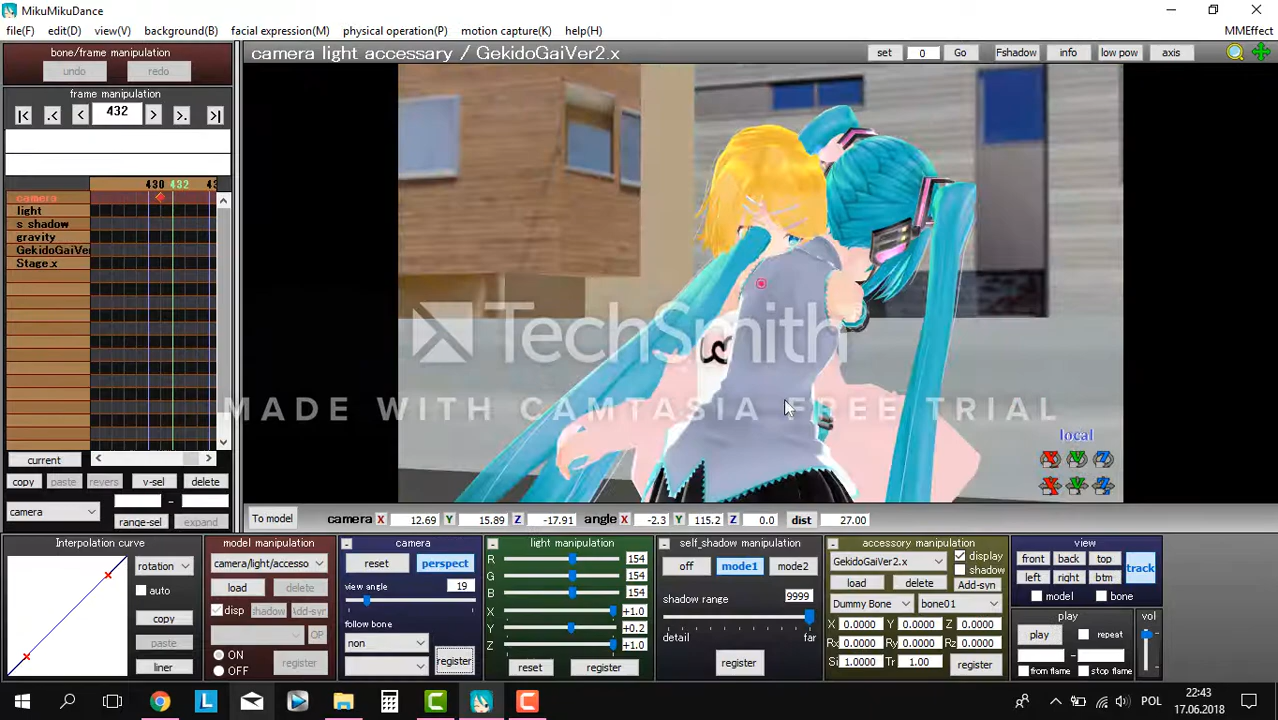 MikuMikuDance
file(F) edit(D) view(V) background(B) facial expression(M) physical operation(P) motion capture(K) help(H) MMEffect
bone/frame manipulation
undo redo
frame manipulation
|< .< < 432 > >. >|
430 432 43
camera
light
s shadow
gravity
GekidoGaiVer
Stage.x
current
copy paste revers v-sel delete
camera range-sel - expand
camera light accessary / GekidoGaiVer2.x set 0 Go Fshadow info low pow axis
TechSmith
MADE WITH CAMTASIA FREE TRIAL
local
X Y Z
X Y Z
To model camera X 12.69 Y 15.89 Z -17.91 angle X -2.3 Y 115.2 Z 0.0 dist 27.00
Interpolation curve
rotation
auto
copy
paste
liner
model manipulation
camera/light/accesso
load delete
disp shadow Add-syn
OP
ON
OFF
register
- camera
reset perspect
view angle 19
follow bone
non
register
- light manipulation
R 154
G 154
B 154
X +1.0
Y +0.2
Z +1.0
reset register
- self_shadow manipulation
off mode1 mode2
shadow range 9999
detail far
register
- accessory manipulation
GekidoGaiVer2.x display
shadow
load delete Add-syn
Dummy Bone bone01
X 0.0000 Y 0.0000 Z 0.0000
Rx 0.0000 Ry 0.0000 Rz 0.0000
Si 1.0000 Tr 1.00 register
view
front back top
left right btm
track
model bone
play
play repeat
-
from flame stop flame
vol
L
C
C
POL
22:43
17.06.2018